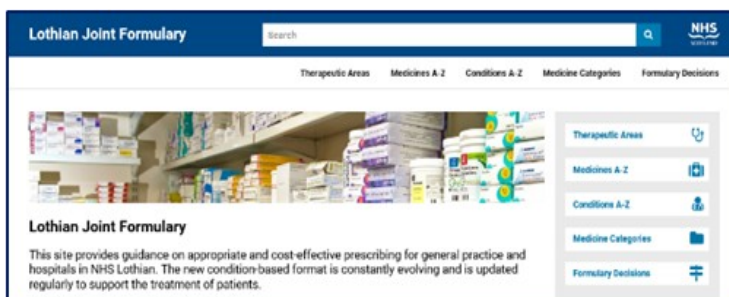 Lothian Joint Formulary
Search
NHS
SCOTLAND
Therapeutic Areas Medicines A-Z Conditions A-Z Medicine Categories Formulary Decisions
Therapeutic Areas
Medicines A-Z
Conditions A-Z
Medicine Categories
Formulary Decisions
Lothian Joint Formulary
This site provides guidance on appropriate and cost-effective prescribing for general practice and
hospitals in NHS Lothian. The new condition-based format is constantly evolving and is updated
regularly to support the treatment of patients.